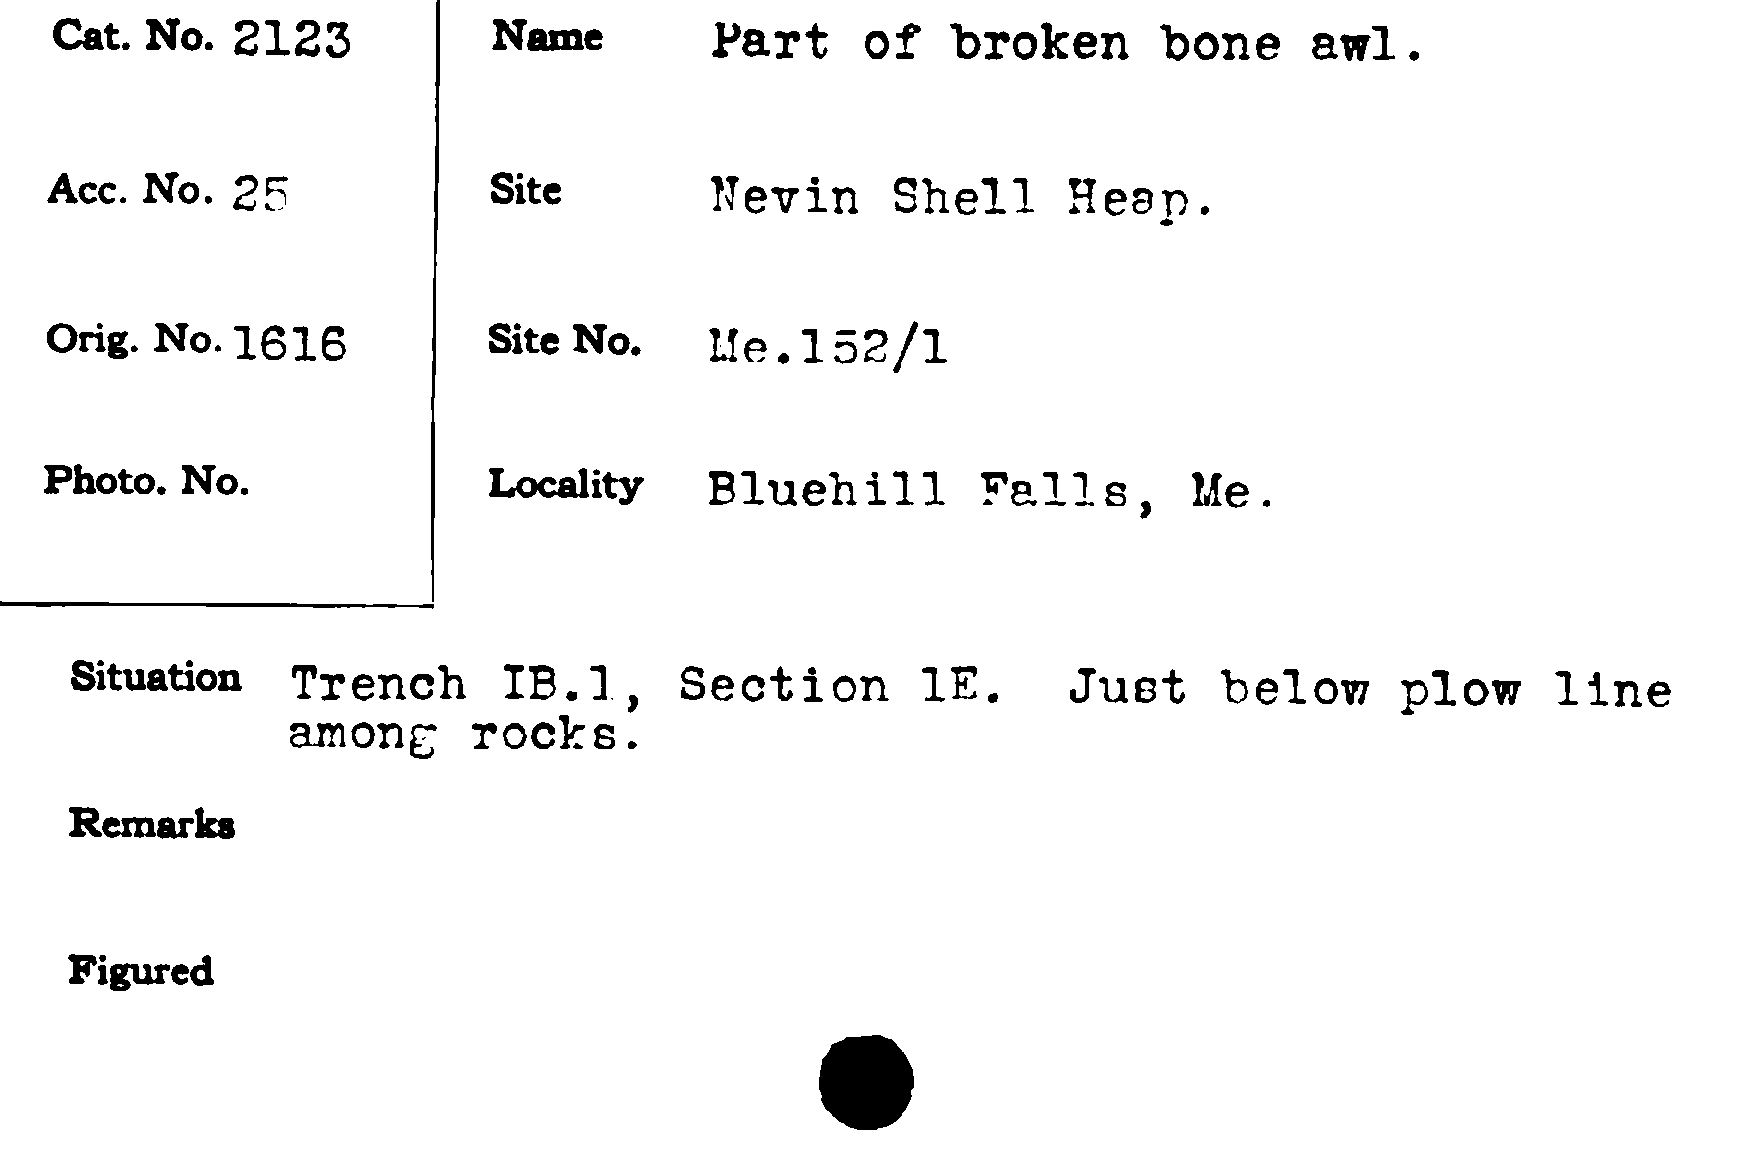 Cat. No. 2123
Name Part of broken bone awl.
Acc. No. 25
Site Nevin Shell Heap.
Orig. No. 1616
Site No. Me.152/1
Photo. No.
Locality Bluehill Falls, Me.
Situation Trench IB.1, Section 1E. Just below plow line
among rocks.
Remarks
Figured